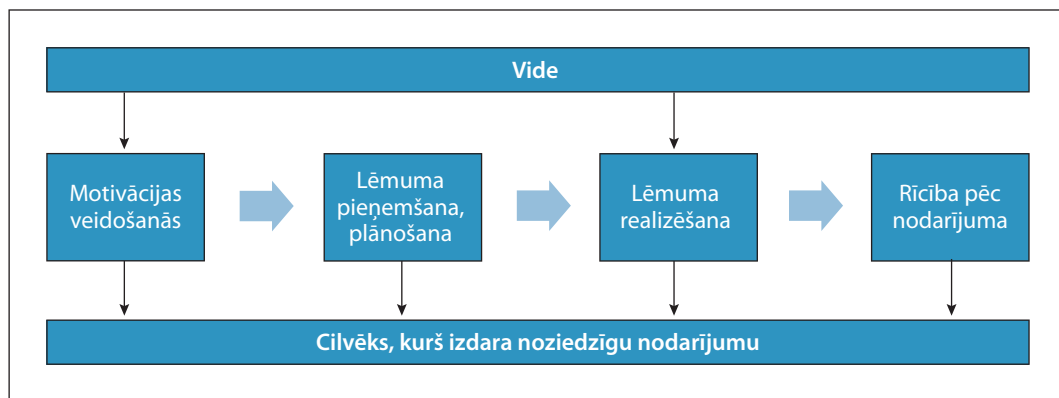 Vide
Motivācijas
veidošanās
Lēmuma
pieņemšana,
plānošana
Lēmuma
realizēšana
Rīcība pēc
nodarījuma
Cilvēks, kurš izdara noziedzīgu nodarījumu